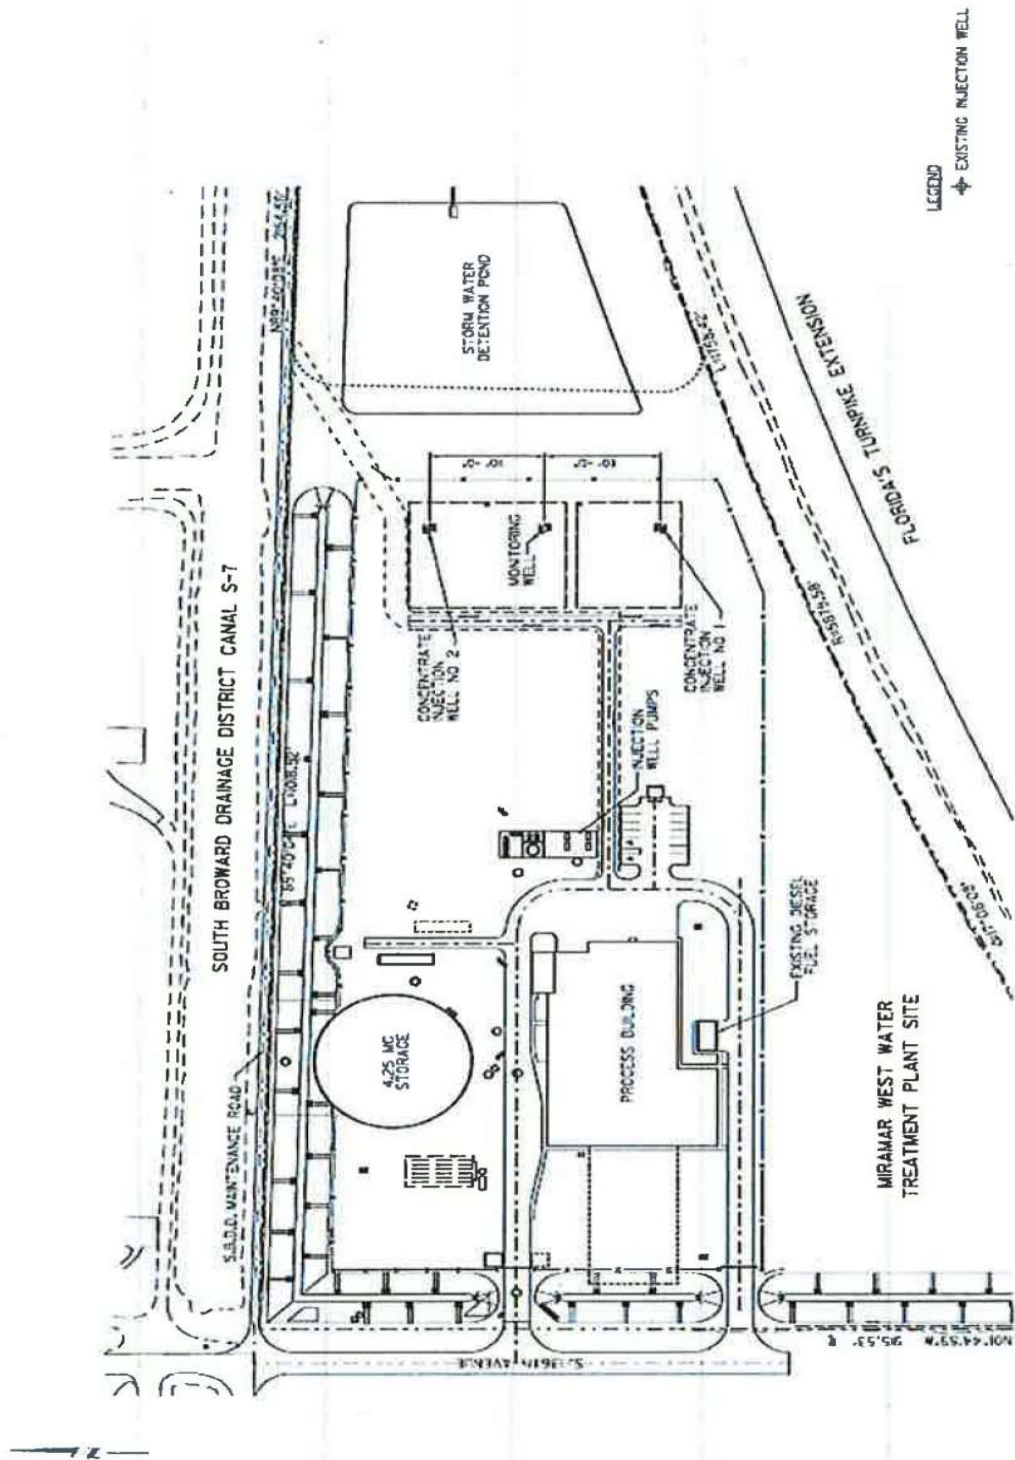 LEGEND
EXISTING INJECTION WELL
SOUTH BROWARD DRAINAGE DISTRICT CANAL S-7
S.B.D.D. MAINTENANCE ROAD
STORM WATER
DETENTION POND
FLORIDA'S TURNPIKE EXTENSION
MONITORING
WELL
CONCENTRATE
INJECTION
WELL NO 2
CONCENTRATE
INJECTION
WELL NO 1
INJECTION
WELL PUMPS
4.25 MG
STORAGE
PROCESS BUILDING
EXISTING DIESEL
FUEL STORAGE
MIRAMAR WEST WATER
TREATMENT PLANT SITE
AVENUE